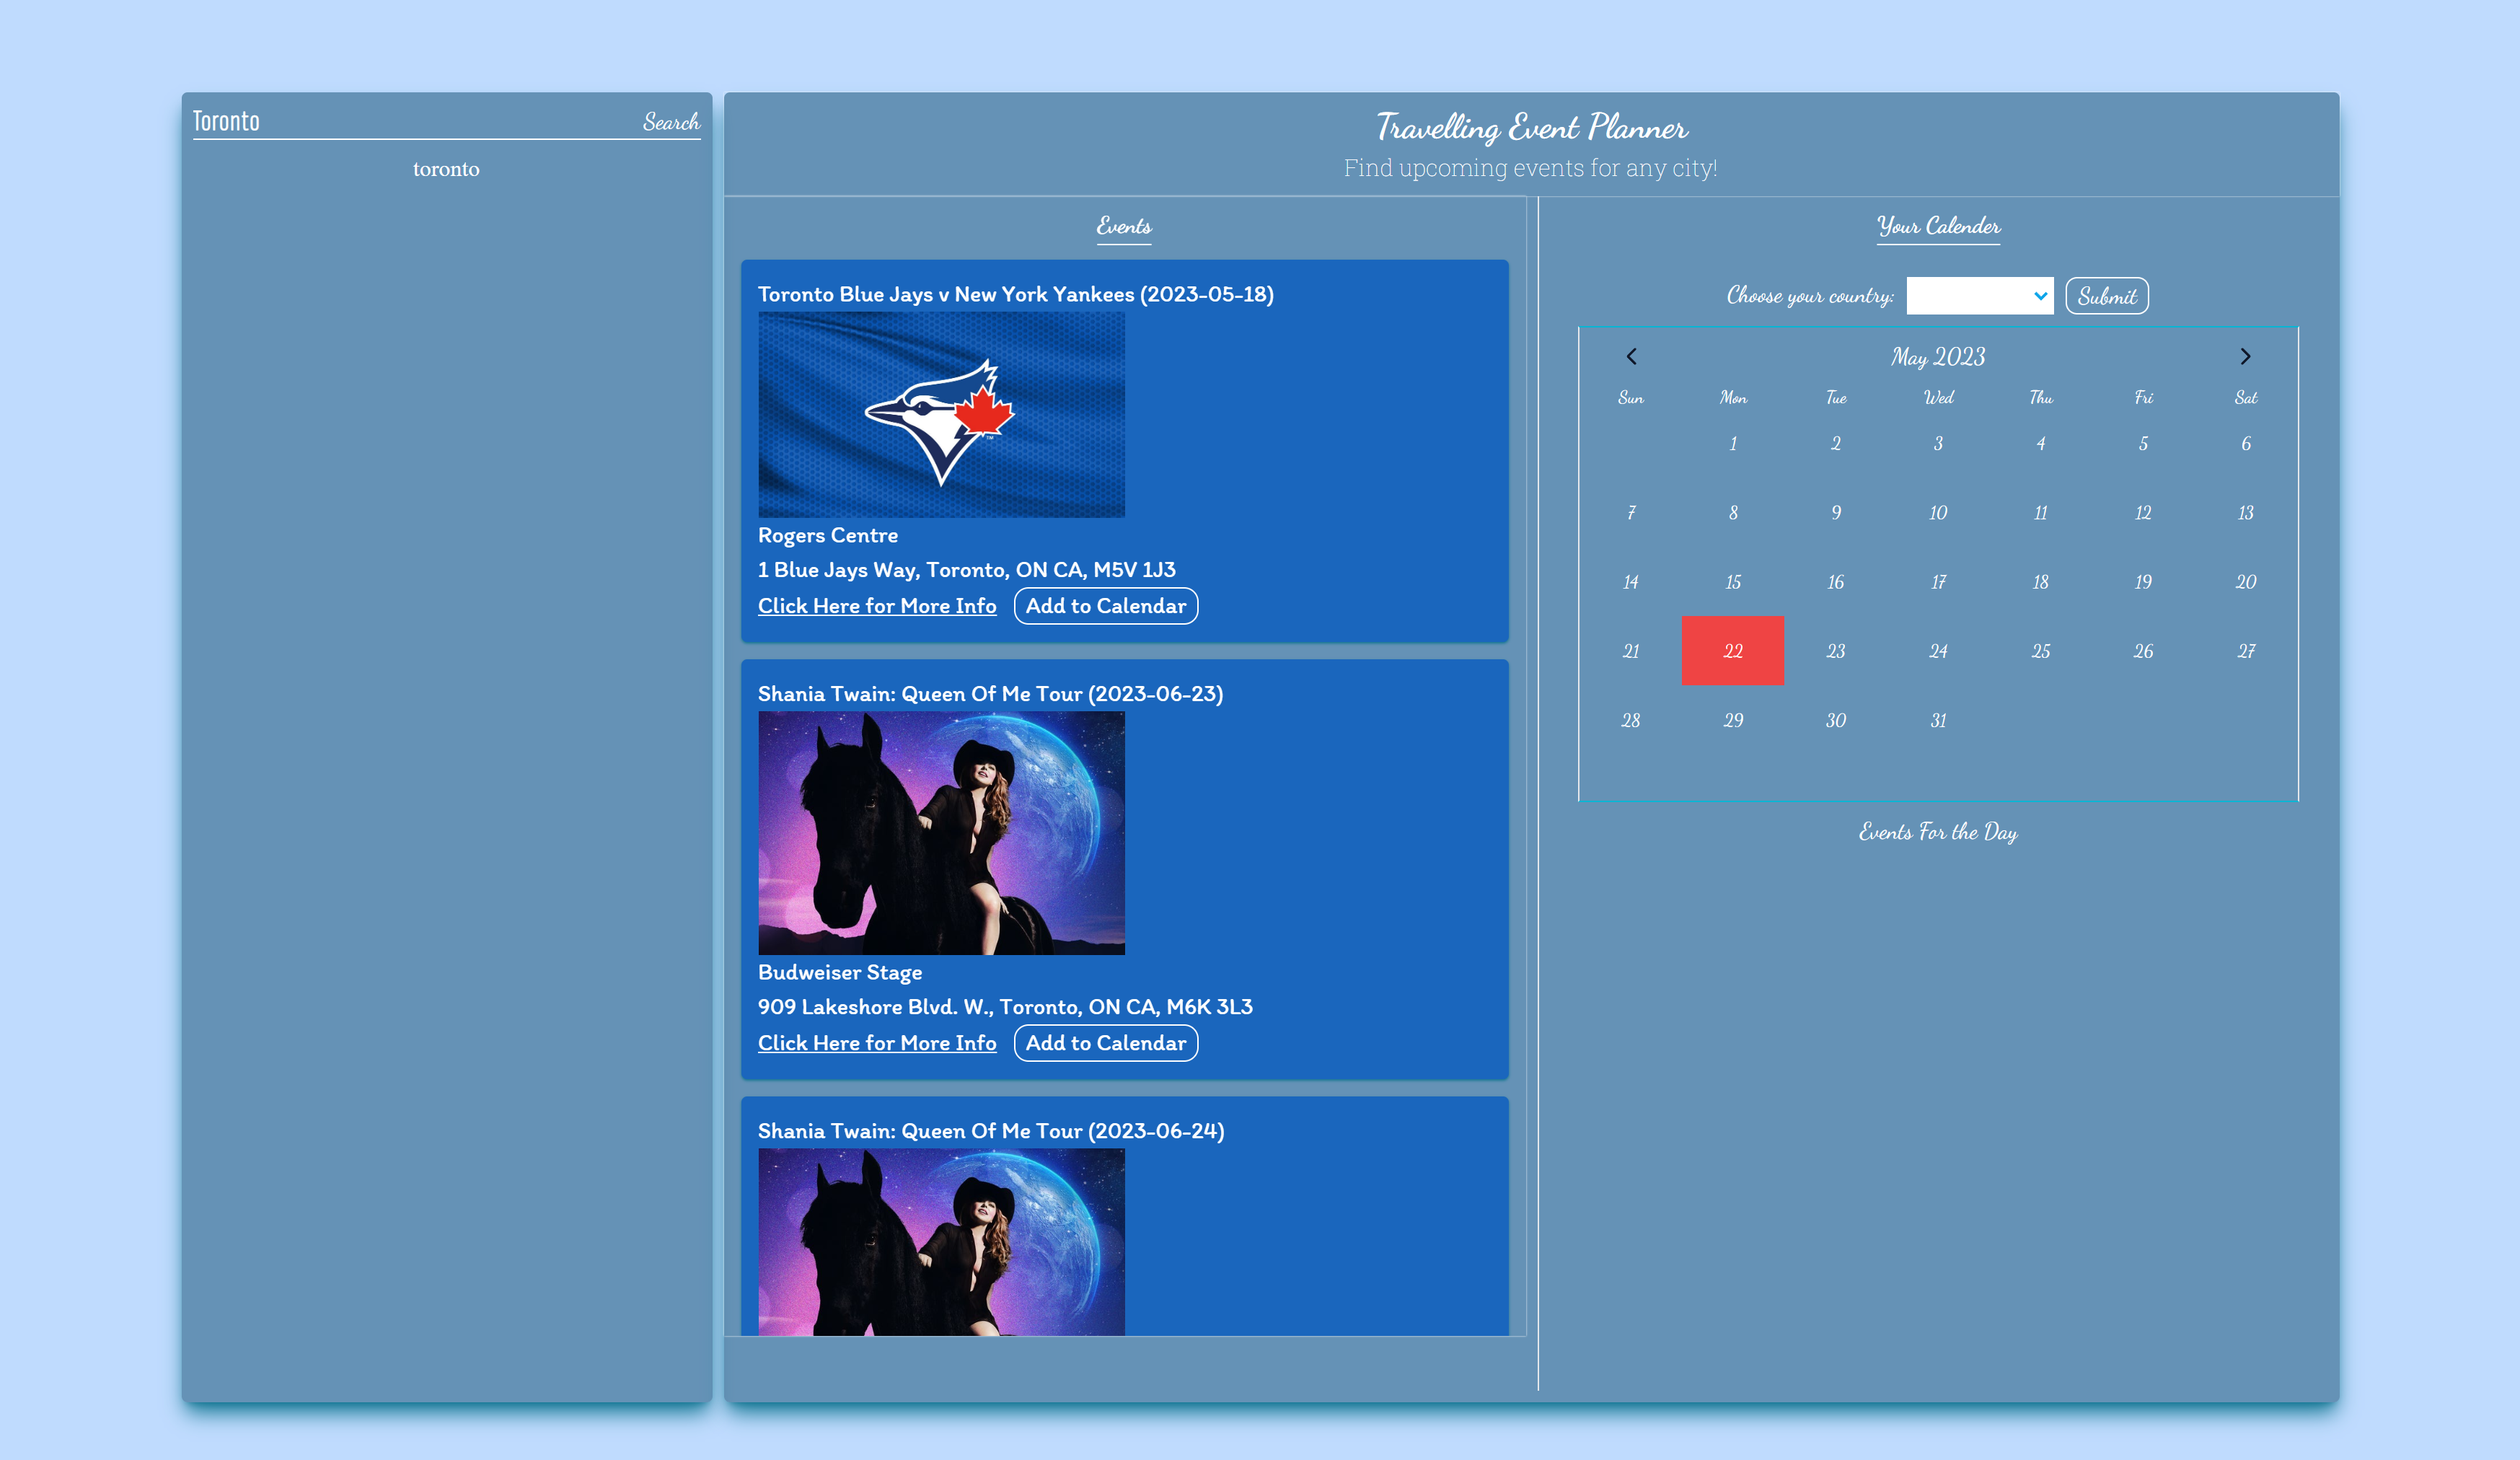 Toronto Search
toronto
Travelling Event Planner
Find upcoming events for any city!
Events
Toronto Blue Jays v New York Yankees (2023-05-18)
TM
Rogers Centre
1 Blue Jays Way, Toronto, ON CA, M5V 1J3
Click Here for More Info Add to Calendar
Shania Twain: Queen Of Me Tour (2023-06-23)
Budweiser Stage
909 Lakeshore Blvd. W., Toronto, ON CA, M6K 3L3
Click Here for More Info Add to Calendar
Shania Twain: Queen Of Me Tour (2023-06-24)
Your Calender
Choose your country: Submit
May 2023
Sun Mon Tue Wed Thu Fri Sat
1 2 3 4 5 6
7 8 9 10 11 12 13
14 15 16 17 18 19 20
21 22 23 24 25 26 27
28 29 30 31
Events For the Day